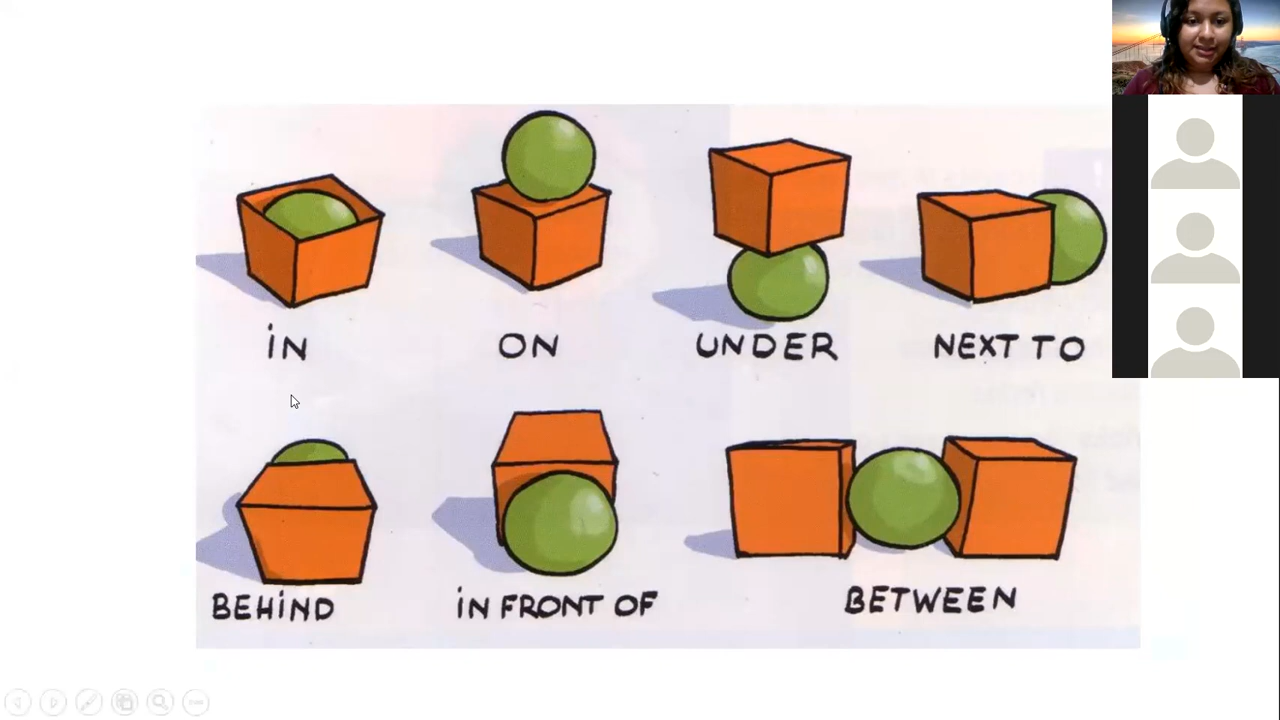 iN
ON
UNDER
NEXT TO
BEHiND
iN FRONT OF
BETWEEN